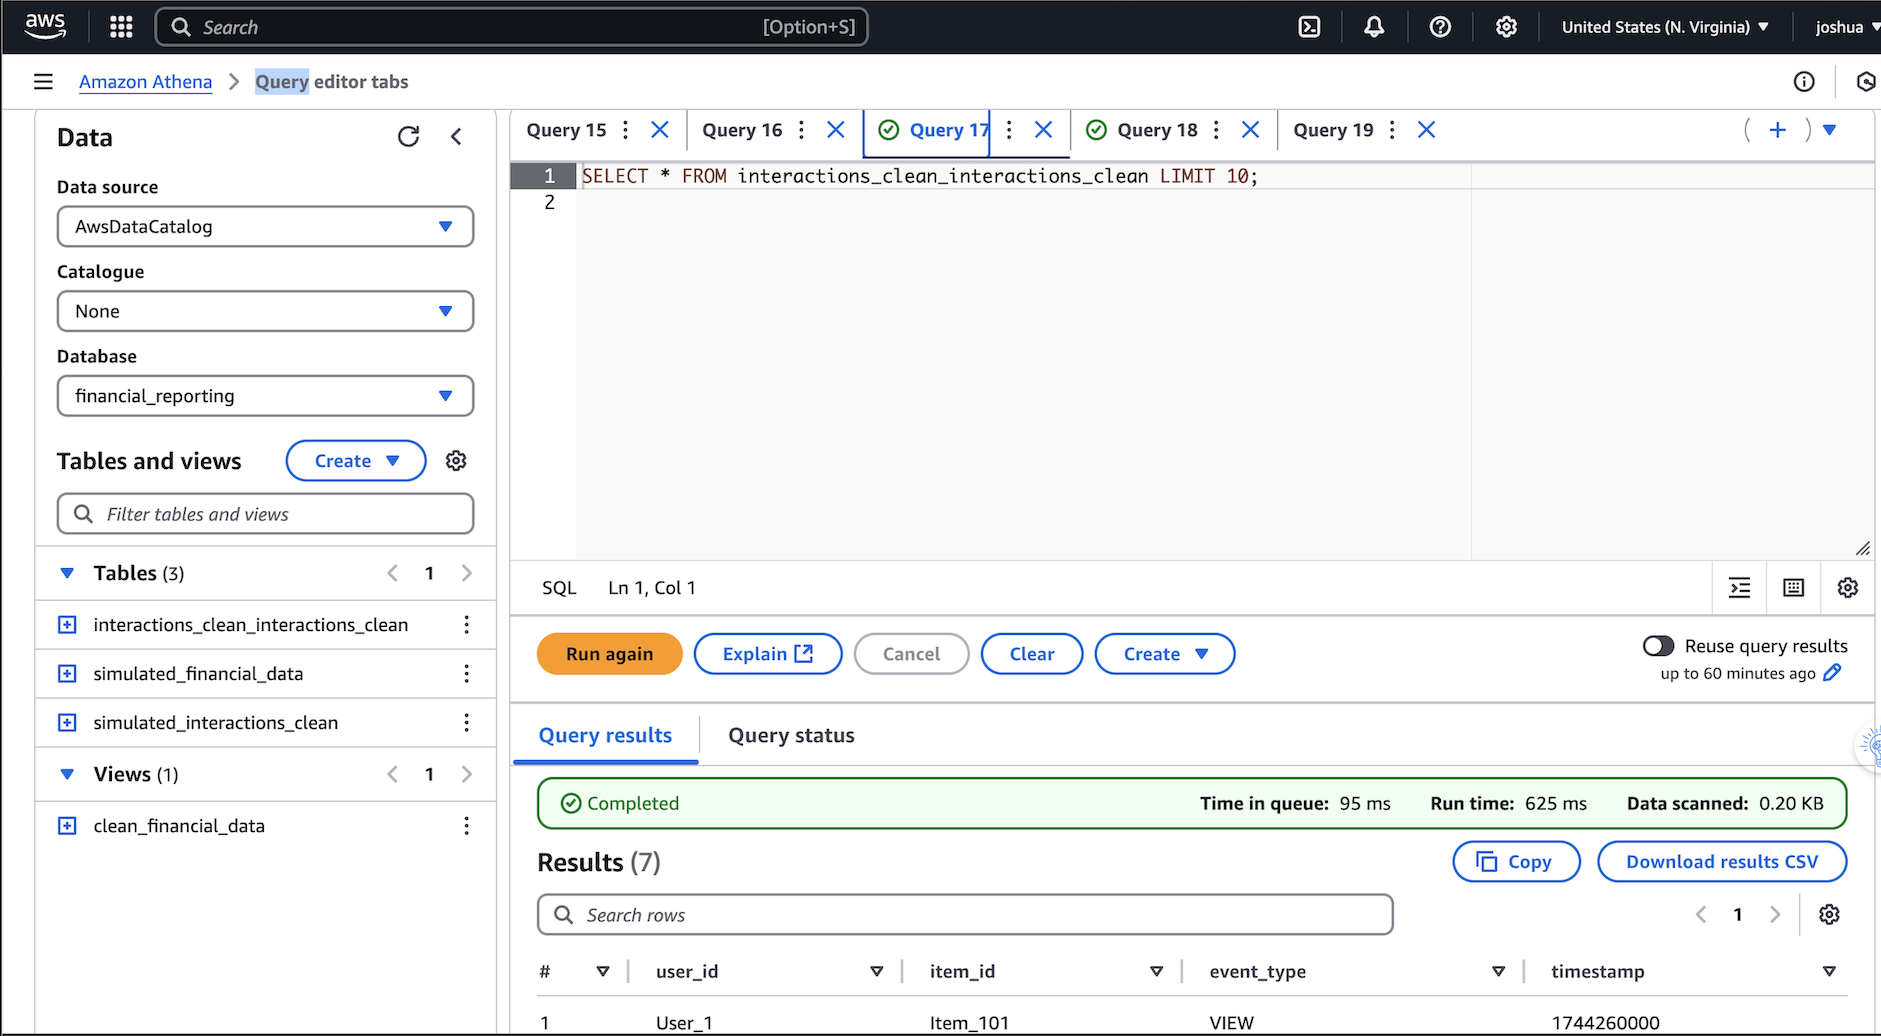 aws
Search [Option+S] United States (N. Virginia) joshua
Amazon Athena Query editor tabs
Data
Data source
AwsDataCatalog
Catalogue
None
Database
financial_reporting
Tables and views Create
Filter tables and views
Tables (3) 1
interactions_clean_interactions_clean
simulated_financial_data
simulated_interactions_clean
Views (1) 1
clean_financial_data
Query 15 Query 16 Query 17 Query 18 Query 19
1 SELECT * FROM interactions_clean_interactions_clean LIMIT 10;
2
SQL Ln 1, Col 1
Run again Explain Cancel Clear Create Reuse query results
up to 60 minutes ago
Query results Query status
Completed Time in queue: 95 ms Run time: 625 ms Data scanned: 0.20 KB
Results (7) Copy Download results CSV
Search rows 1
# user_id item_id event_type timestamp
1 User_1 Item_101 VIEW 1744260000